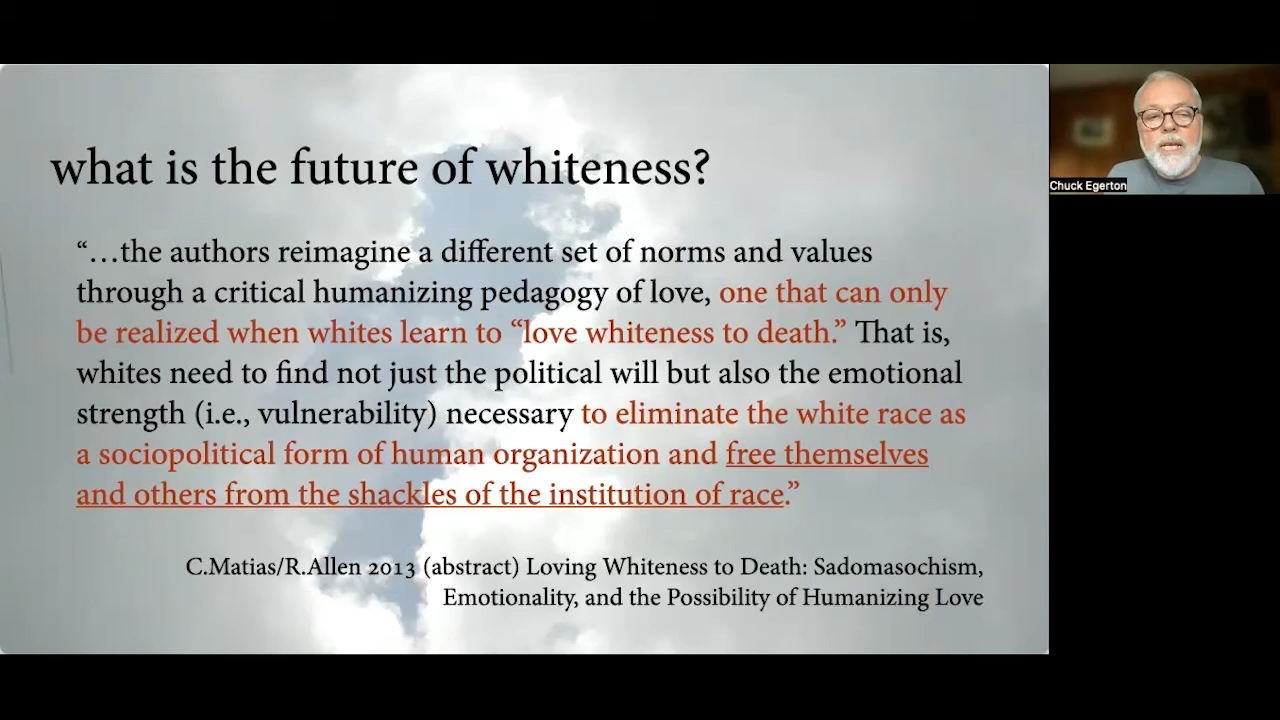 what is the future of whiteness?
“…the authors reimagine a different set of norms and values
through a critical humanizing pedagogy of love, one that can only
be realized when whites learn to “love whiteness to death.” That is,
whites need to find not just the political will but also the emotional
strength (i.e., vulnerability) necessary to eliminate the white race as
a sociopolitical form of human organization and free themselves
and others from the shackles of the institution of race.”
C.Matias/R.Allen 2013 (abstract) Loving Whiteness to Death: Sadomasochism,
Emotionality, and the Possibility of Humanizing Love
Chuck Egerton